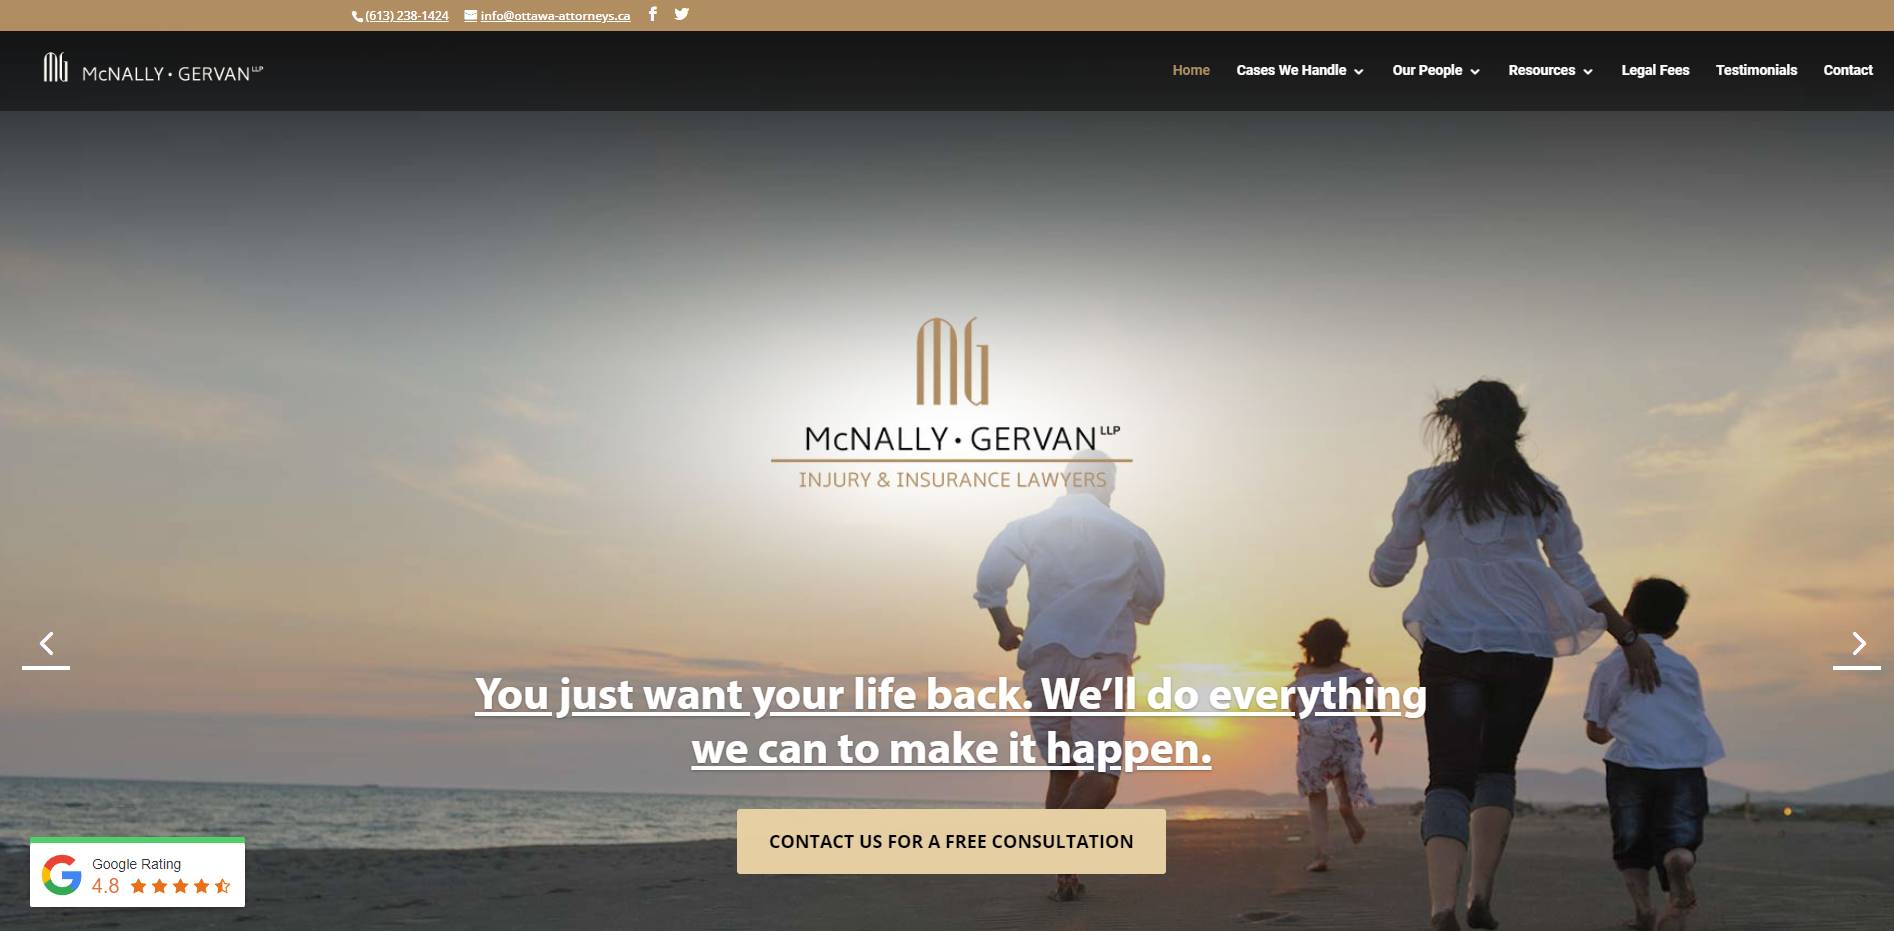 (613) 238-1424 info@ottawa-attorneys.ca
McNALLY • GERVAN LLP
Home Cases We Handle Our People Resources Legal Fees Testimonials Contact
MG
McNALLY • GERVAN LLP
INJURY & INSURANCE LAWYERS
You just want your life back. We’ll do everything
we can to make it happen.
CONTACT US FOR A FREE CONSULTATION
Google Rating
4.8